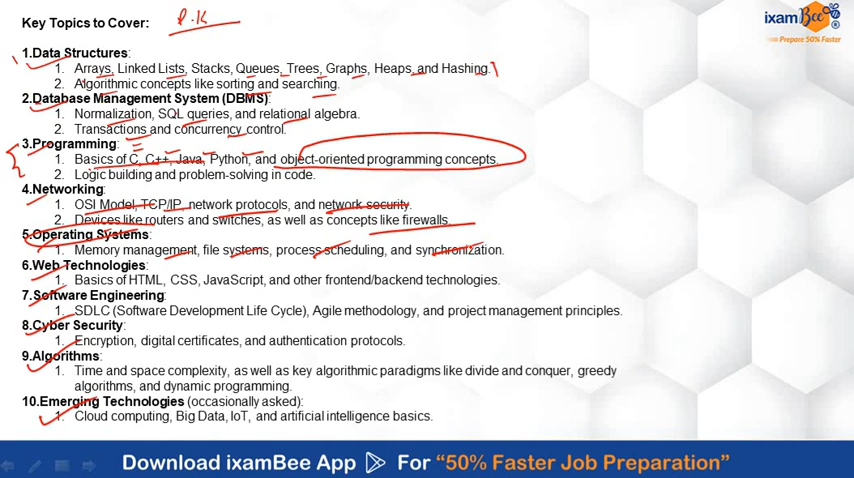 Key Topics to Cover: P.K
ixamBee
Prepare 50% Faster
1.Data Structures:
1. Arrays, Linked Lists, Stacks, Queues, Trees, Graphs, Heaps, and Hashing.
2. Algorithmic concepts like sorting and searching.
2.Database Management System (DBMS):
1. Normalization, SQL queries, and relational algebra.
2. Transactions and concurrency control.
3.Programming:
1. Basics of C, C++, Java, Python, and object-oriented programming concepts.
2. Logic building and problem-solving in code.
4.Networking:
1. OSI Model, TCP/IP, network protocols, and network security.
2. Devices like routers and switches, as well as concepts like firewalls.
5.Operating Systems:
1. Memory management, file systems, process scheduling, and synchronization.
6.Web Technologies:
1. Basics of HTML, CSS, JavaScript, and other frontend/backend technologies.
7.Software Engineering:
1. SDLC (Software Development Life Cycle), Agile methodology, and project management principles.
8.Cyber Security:
1. Encryption, digital certificates, and authentication protocols.
9.Algorithms:
1. Time and space complexity, as well as key algorithmic paradigms like divide and conquer, greedy
algorithms, and dynamic programming.
10.Emerging Technologies (occasionally asked):
1. Cloud computing, Big Data, IoT, and artificial intelligence basics.
Download ixamBee App For “50% Faster Job Preparation”